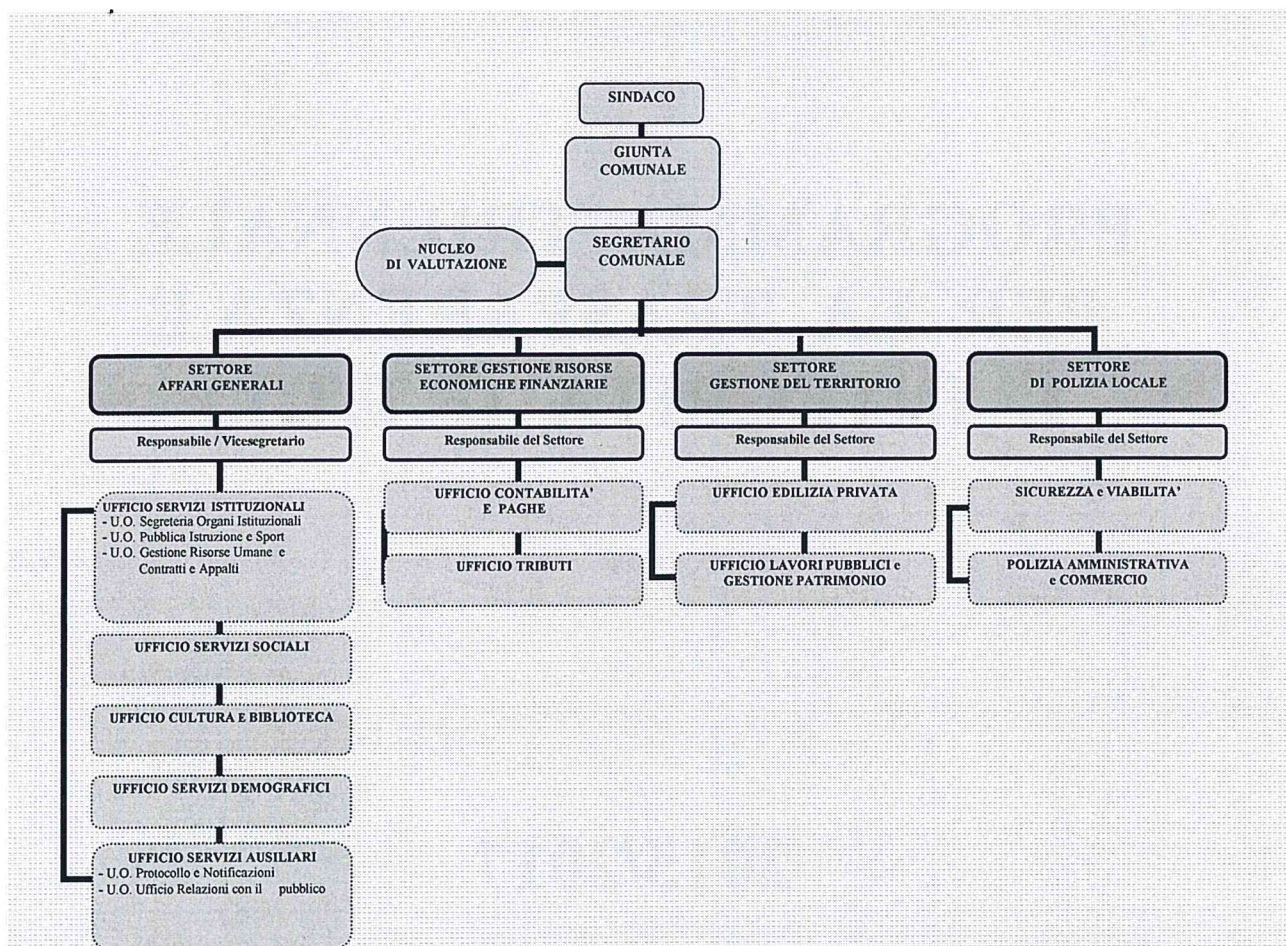 SINDACO
GIUNTA
COMUNALE
NUCLEO
DI VALUTAZIONE
SEGRETARIO
COMUNALE
SETTORE
AFFARI GENERALI
SETTORE GESTIONE RISORSE
ECONOMICHE FINANZIARIE
SETTORE
GESTIONE DEL TERRITORIO
SETTORE
DI POLIZIA LOCALE
Responsabile / Vicesegretario
Responsabile del Settore
Responsabile del Settore
Responsabile del Settore
UFFICIO SERVIZI ISTITUZIONALI
- U.O. Segreteria Organi Istituzionali
- U.O. Pubblica Istruzione e Sport
- U.O. Gestione Risorse Umane e
Contratti e Appalti
UFFICIO SERVIZI SOCIALI
UFFICIO CULTURA E BIBLIOTECA
UFFICIO SERVIZI DEMOGRAFICI
UFFICIO SERVIZI AUSILIARI
- U.O. Protocollo e Notificazioni
- U.O. Ufficio Relazioni con il pubblico
UFFICIO CONTABILITA'
E PAGHE
UFFICIO TRIBUTI
UFFICIO EDILIZIA PRIVATA
UFFICIO LAVORI PUBBLICI e
GESTIONE PATRIMONIO
SICUREZZA e VIABILITA'
POLIZIA AMMINISTRATIVA
e COMMERCIO